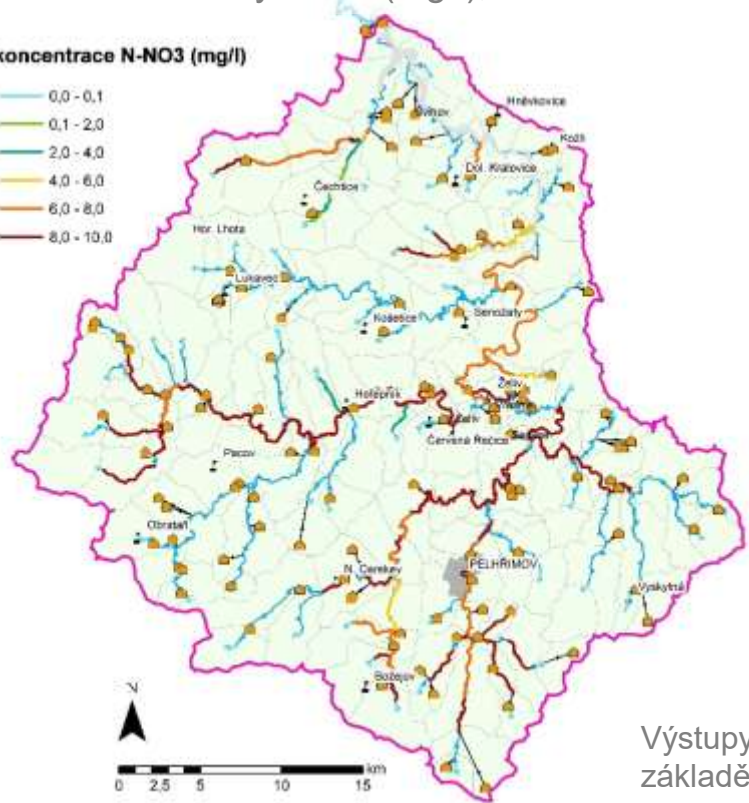 koncentrace N-NO3 (mg/l)
0,0 - 0,1
0,1 - 2,0
2,0 - 4,0
4,0 - 6,0
6,0 - 8,0
8,0 - 10,0
Hněvkovice
Kožlí
Dol. Kralovice
Čechtice
Hor. Lhota
Lukavec
Košetice
Senožaty
Želiv
Hořepník
Červená Řečice
Pacov
Obrataň
N. Cerekev
PELHŘIMOV
Vyskytná
Božejov
N
0 2,5 5 10 15
km
Výstupy
základě